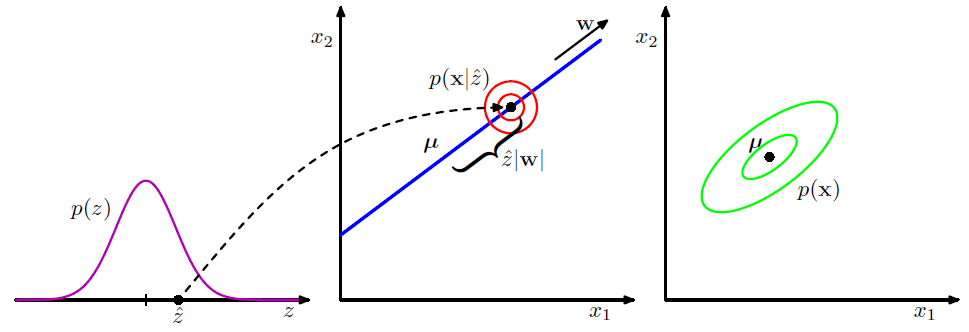 p(z)
ẑ
z
x₂
w
p(x|ẑ)
μ
ẑ|w|
x₁
x₂
μ
p(x)
x₁